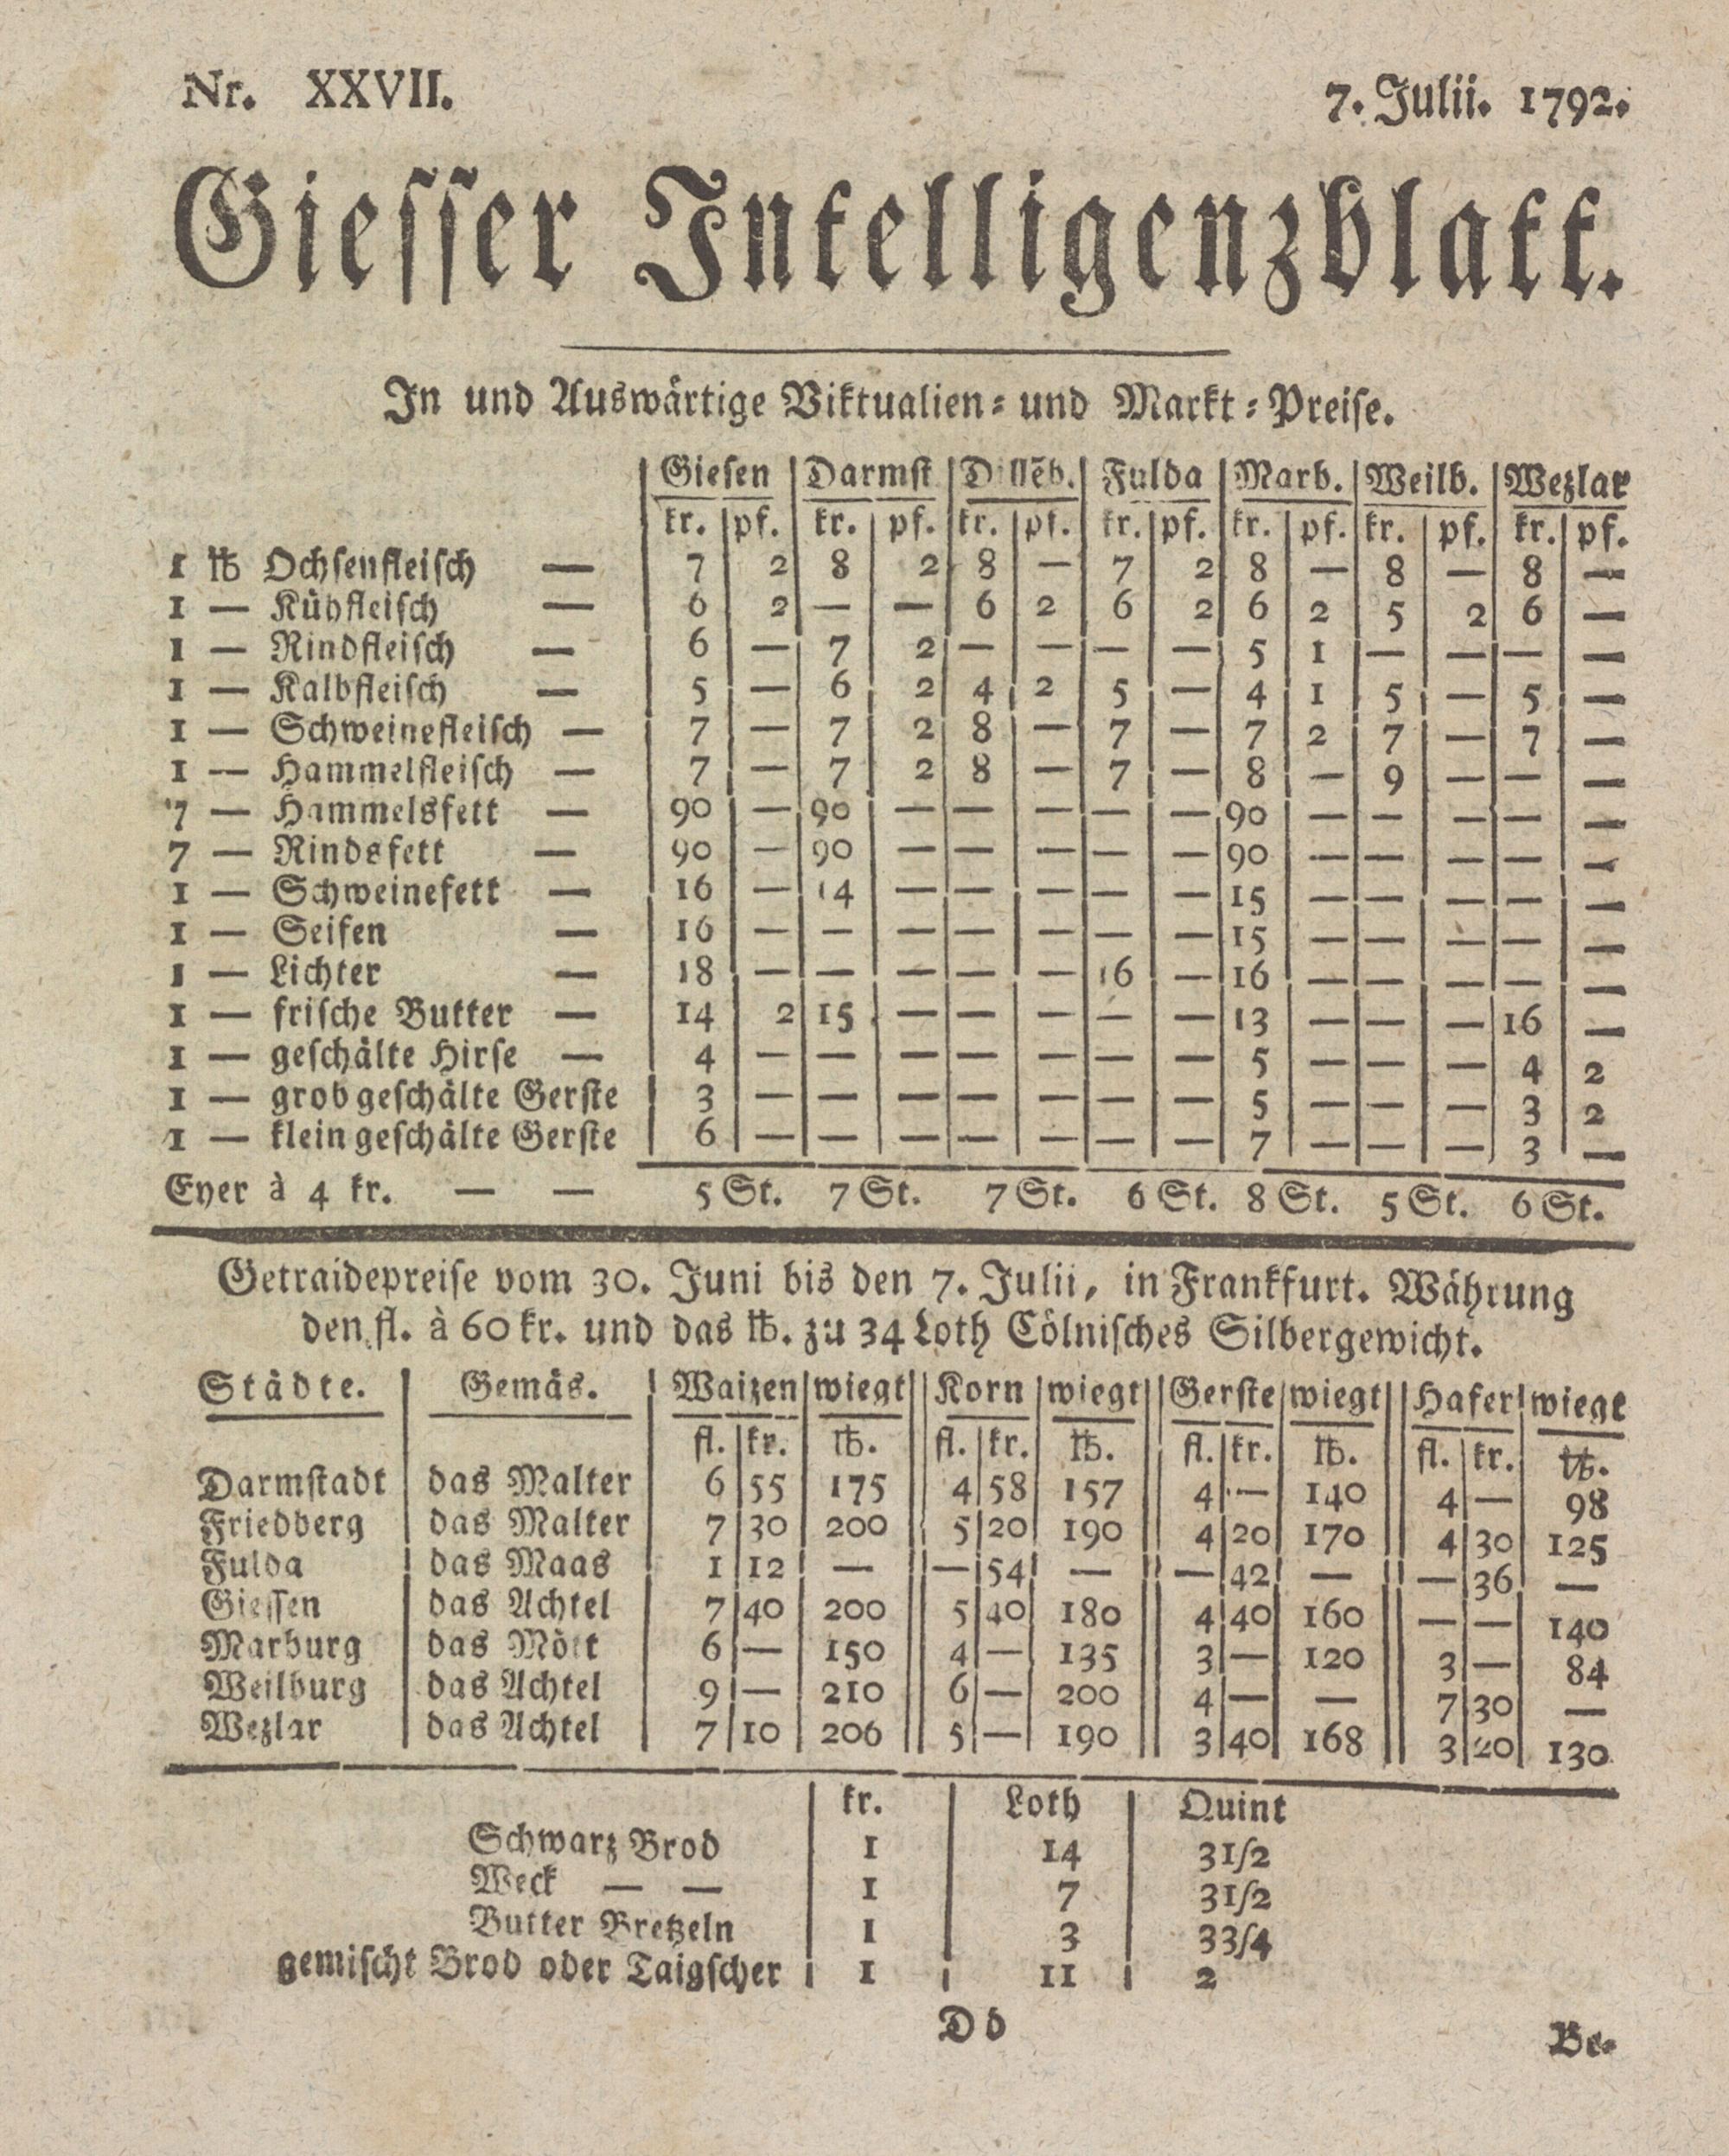 Nr. XXVII. 7. Julii. 1792.
Giesser Intelligenzblatt.
In und Auswärtige Viktualien- und Markt-Preise.
Giesen Darmst Dillēb. Fulda Marb. Weilb. Wezlar
kr. pf. kr. pf. kr. pf. kr. pf. kr. pf. kr. pf. kr. pf.
1 ℔ Ochsenfleisch — 7 2 8 2 8 — 7 2 8 — 8 — 8 —
1 — Kühfleisch — 6 2 — — 6 2 6 2 6 2 5 2 6 —
1 — Rindfleisch — 6 — 7 2 — — — — 5 1 — — — —
1 — Kalbfleisch — 5 — 6 2 4 2 5 — 4 1 5 — 5 —
1 — Schweinefleisch — 7 — 7 2 8 — 7 — 7 2 7 — 7 —
1 — Hammelfleisch — 7 — 7 2 8 — 7 — 8 — 9 — — —
7 — Hammelsfett — 90 — 90 — — — — — 90 — — — — —
7 — Rindsfett — 90 — 90 — — — — — 90 — — — — —
1 — Schweinefett — 16 — 14 — — — — — 15 — — — — —
1 — Seifen — 16 — — — — — — — 15 — — — — —
1 — Lichter — 18 — — — — — 16 — 16 — — — — —
1 — frische Butter — 14 2 15 — — — — — 13 — — — 16 —
1 — geschälte Hirse — 4 — — — — — — — 5 — — — 4 2
1 — grob geschälte Gerste 3 — — — — — — — 5 — — — 3 2
1 — klein geschälte Gerste 6 — — — — — — — 7 — — — 3 —
Eyer à 4 kr. — — 5 St. 7 St. 7 St. 6 St. 8 St. 5 St. 6 St.
Getraidepreise vom 30. Juni bis den 7. Julii, in Frankfurt. Währung
den fl. à 60 kr. und das ℔. zu 34 Loth Cölnisches Silbergewicht.
Städte. Gemäs. Waizen wiegt Korn wiegt Gerste wiegt Hafer wiegt
fl. kr. ℔. fl. kr. ℔. fl. kr. ℔. fl. kr. ℔.
Darmstadt das Malter 6 55 175 4 58 157 4 — 140 4 — 98
Friedberg das Malter 7 30 200 5 20 190 4 20 170 4 30 125
Fulda das Maas 1 12 — — 54 — — 42 — — 36 —
Giessen das Achtel 7 40 200 5 40 180 4 40 160 — — 140
Marburg das Mött 6 — 150 4 — 135 3 — 120 3 — 84
Weilburg das Achtel 9 — 210 6 — 200 4 — — 7 30 —
Wezlar das Achtel 7 10 206 5 — 190 3 40 168 3 20 130
kr. Loth Quint
Schwarz Brod 1 14 31/2
Weck — — 1 7 31/2
Butter Bretzeln 1 3 33/4
gemischt Brod oder Taigscher 1 11 2
Dd Be-